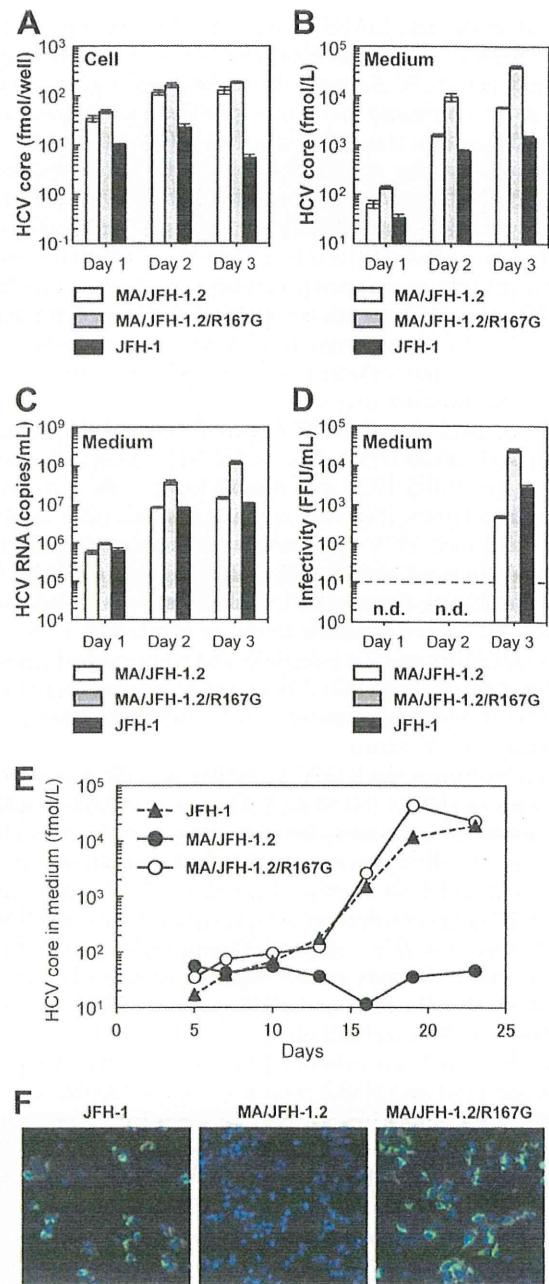 A
Cell
HCV core (fmol/well)
10³
10²
10¹
10⁰
10⁻¹
Day 1 Day 2 Day 3
MA/JFH-1.2
MA/JFH-1.2/R167G
JFH-1
B
Medium
HCV core (fmol/L)
10⁵
10⁴
10³
10²
10¹
Day 1 Day 2 Day 3
MA/JFH-1.2
MA/JFH-1.2/R167G
JFH-1
C
Medium
HCV RNA (copies/mL)
10⁹
10⁸
10⁷
10⁶
10⁵
10⁴
Day 1 Day 2 Day 3
MA/JFH-1.2
MA/JFH-1.2/R167G
JFH-1
D
Medium
Infectivity (FFU/mL)
10⁵
10⁴
10³
10²
10¹
10⁰
n.d. n.d.
Day 1 Day 2 Day 3
MA/JFH-1.2
MA/JFH-1.2/R167G
JFH-1
E
HCV core in medium (fmol/L)
10⁵
10⁴
10³
10²
10¹
JFH-1
MA/JFH-1.2
MA/JFH-1.2/R167G
0 5 10 15 20 25
Days
F
JFH-1 MA/JFH-1.2 MA/JFH-1.2/R167G